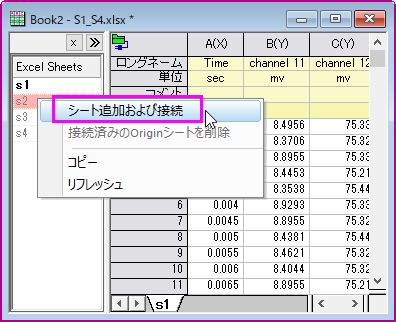 Book2 - S1_S4.xlsx *
x
Excel Sheets
s1
s2
s3
s4
A(X) B(Y) C(Y)
ロングネーム Time channel 11 channel 12
単位 sec mv mv
コメント
シート追加および接続
接続済みのOriginシートを削除
コピー
リフレッシュ
8.4956 75.33
8.3706 75.32
8.8955 75.33
8.4453 75.21
8.3538 75.44
6 0.004 8.9293 75.33
7 0.0045 8.8955 75.32
8 0.005 8.4381 75.44
9 0.0055 8.6061 75.32
10 0.006 8.4044 75.32
11 0.0065 8.8955 75.21
s1